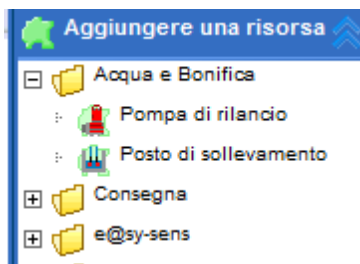 Aggiungere una risorsa
Acqua e Bonifica
Pompa di rilancio
Posto di sollevamento
Consegna
e@sy-sens